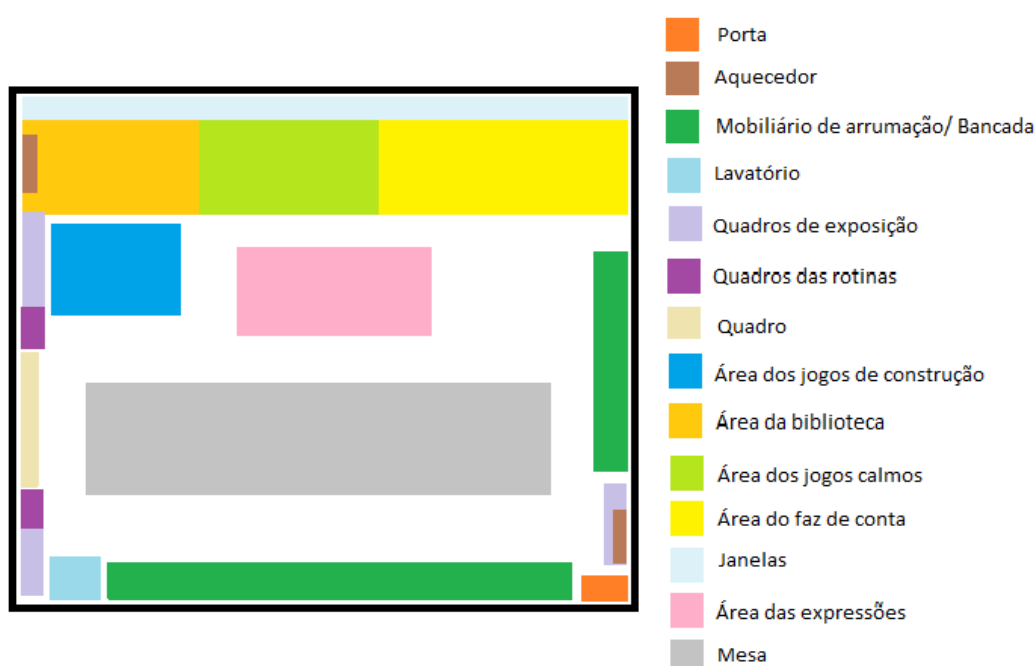 Porta
Aquecedor
Mobiliário de arrumação/ Bancada
Lavatório
Quadros de exposição
Quadros das rotinas
Quadro
Área dos jogos de construção
Área da biblioteca
Área dos jogos calmos
Área do faz de conta
Janelas
Área das expressões
Mesa